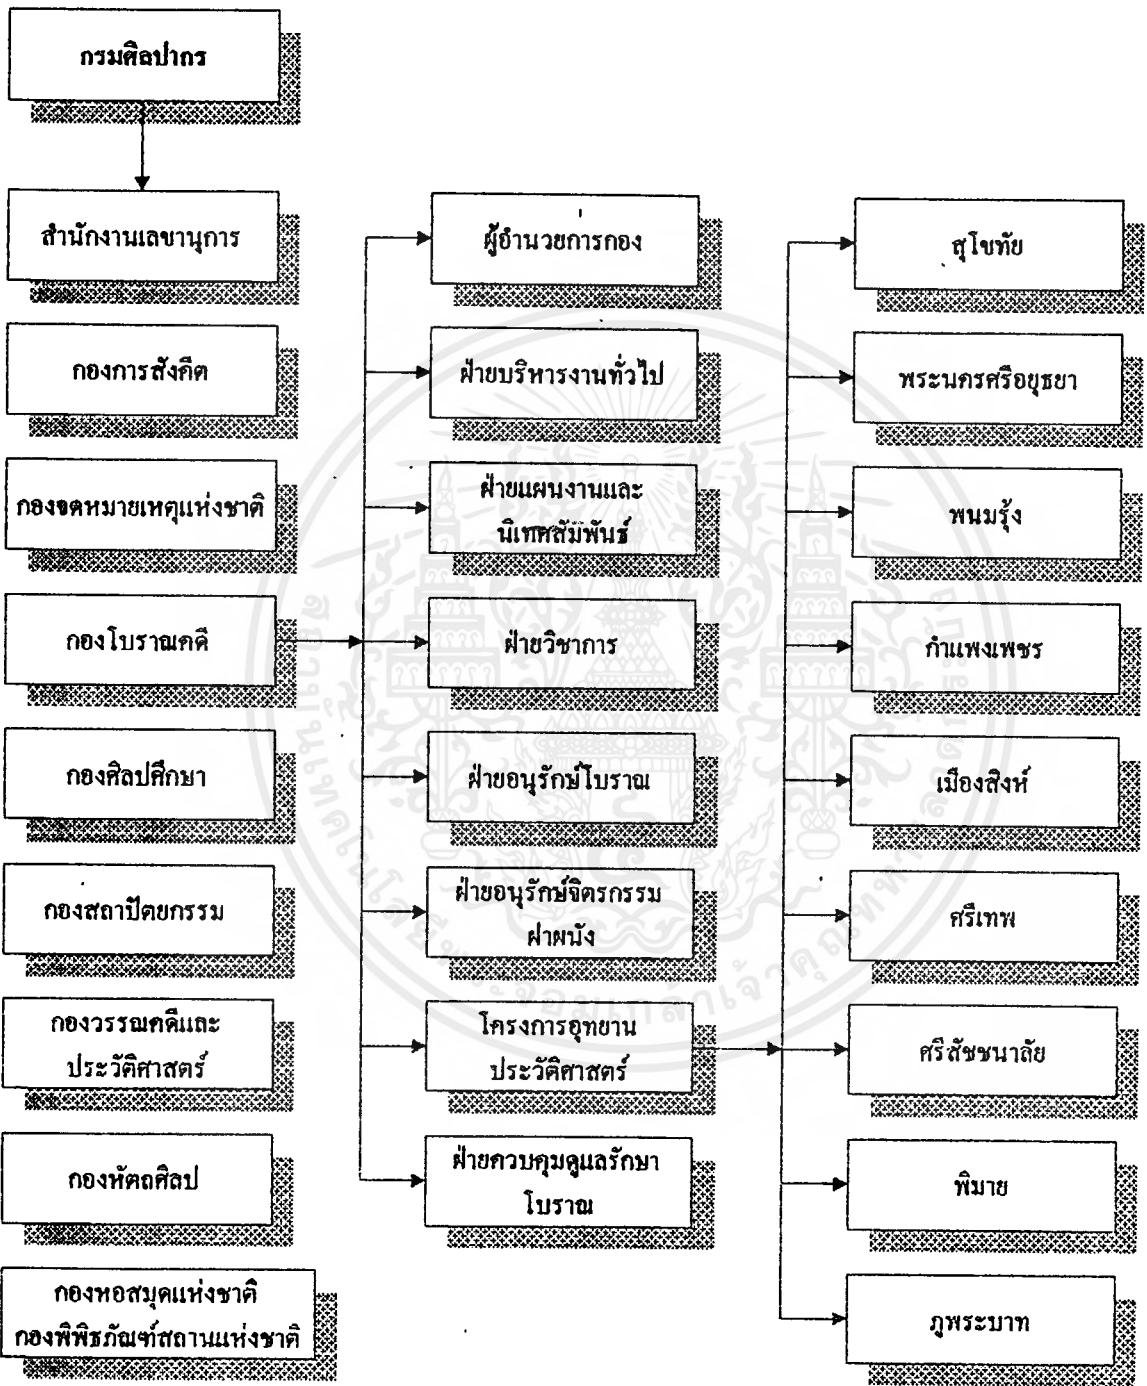 กรมศิลปากร
สำนักงานเลขานุการ
กองการสังคีต
กองจดหมายเหตุแห่งชาติ
กองโบราณคดี
กองศิลปศึกษา
กองสถาปัตยกรรม
กองวรรณคดีและ
ประวัติศาสตร์
กองหัตถศิลป
กองหอสมุดแห่งชาติ
กองพิพิธภัณฑ์สถานแห่งชาติ
ผู้อำนวยการกอง
ฝ่ายบริหารงานทั่วไป
ฝ่ายแผนงานและ
นิเทศสัมพันธ์
ฝ่ายวิชาการ
ฝ่ายอนุรักษ์โบราณ
ฝ่ายอนุรักษ์จิตรกรรม
ฝาผนัง
โครงการอุทยาน
ประวัติศาสตร์
ฝ่ายควบคุมดูแลรักษา
โบราณ
สุโขทัย
พระนครศรีอยุธยา
พนมรุ้ง
กำแพงเพชร
เมืองสิงห์
ศรีเทพ
ศรีสัชชนาลัย
พิมาย
ภูพระบาท